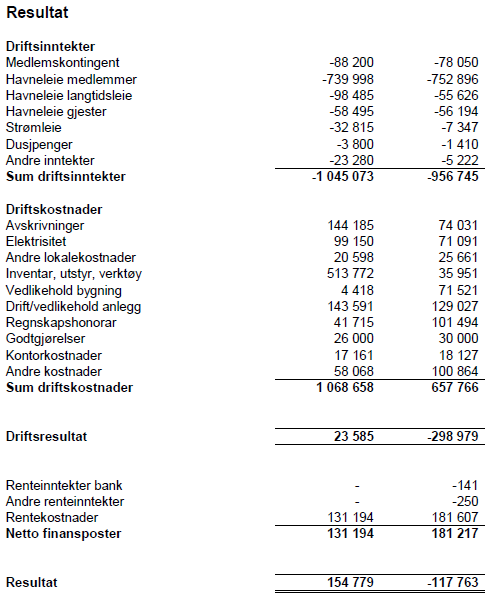 Resultat
Driftsinntekter
Medlemskontingent -88 200 -78 050
Havneleie medlemmer -739 998 -752 896
Havneleie langtidsleie -98 485 -55 626
Havneleie gjester -58 495 -56 194
Strømleie -32 815 -7 347
Dusjpenger -3 800 -1 410
Andre inntekter -23 280 -5 222
Sum driftsinntekter -1 045 073 -956 745
Driftskostnader
Avskrivninger 144 185 74 031
Elektrisitet 99 150 71 091
Andre lokalekostnader 20 598 25 661
Inventar, utstyr, verktøy 513 772 35 951
Vedlikehold bygning 4 418 71 521
Drift/vedlikehold anlegg 143 591 129 027
Regnskapshonorar 41 715 101 494
Godtgjørelser 26 000 30 000
Kontorkostnader 17 161 18 127
Andre kostnader 58 068 100 864
Sum driftskostnader 1 068 658 657 766
Driftsresultat 23 585 -298 979
Renteinntekter bank - -141
Andre renteinntekter - -250
Rentekostnader 131 194 181 607
Netto finansposter 131 194 181 217
Resultat 154 779 -117 763